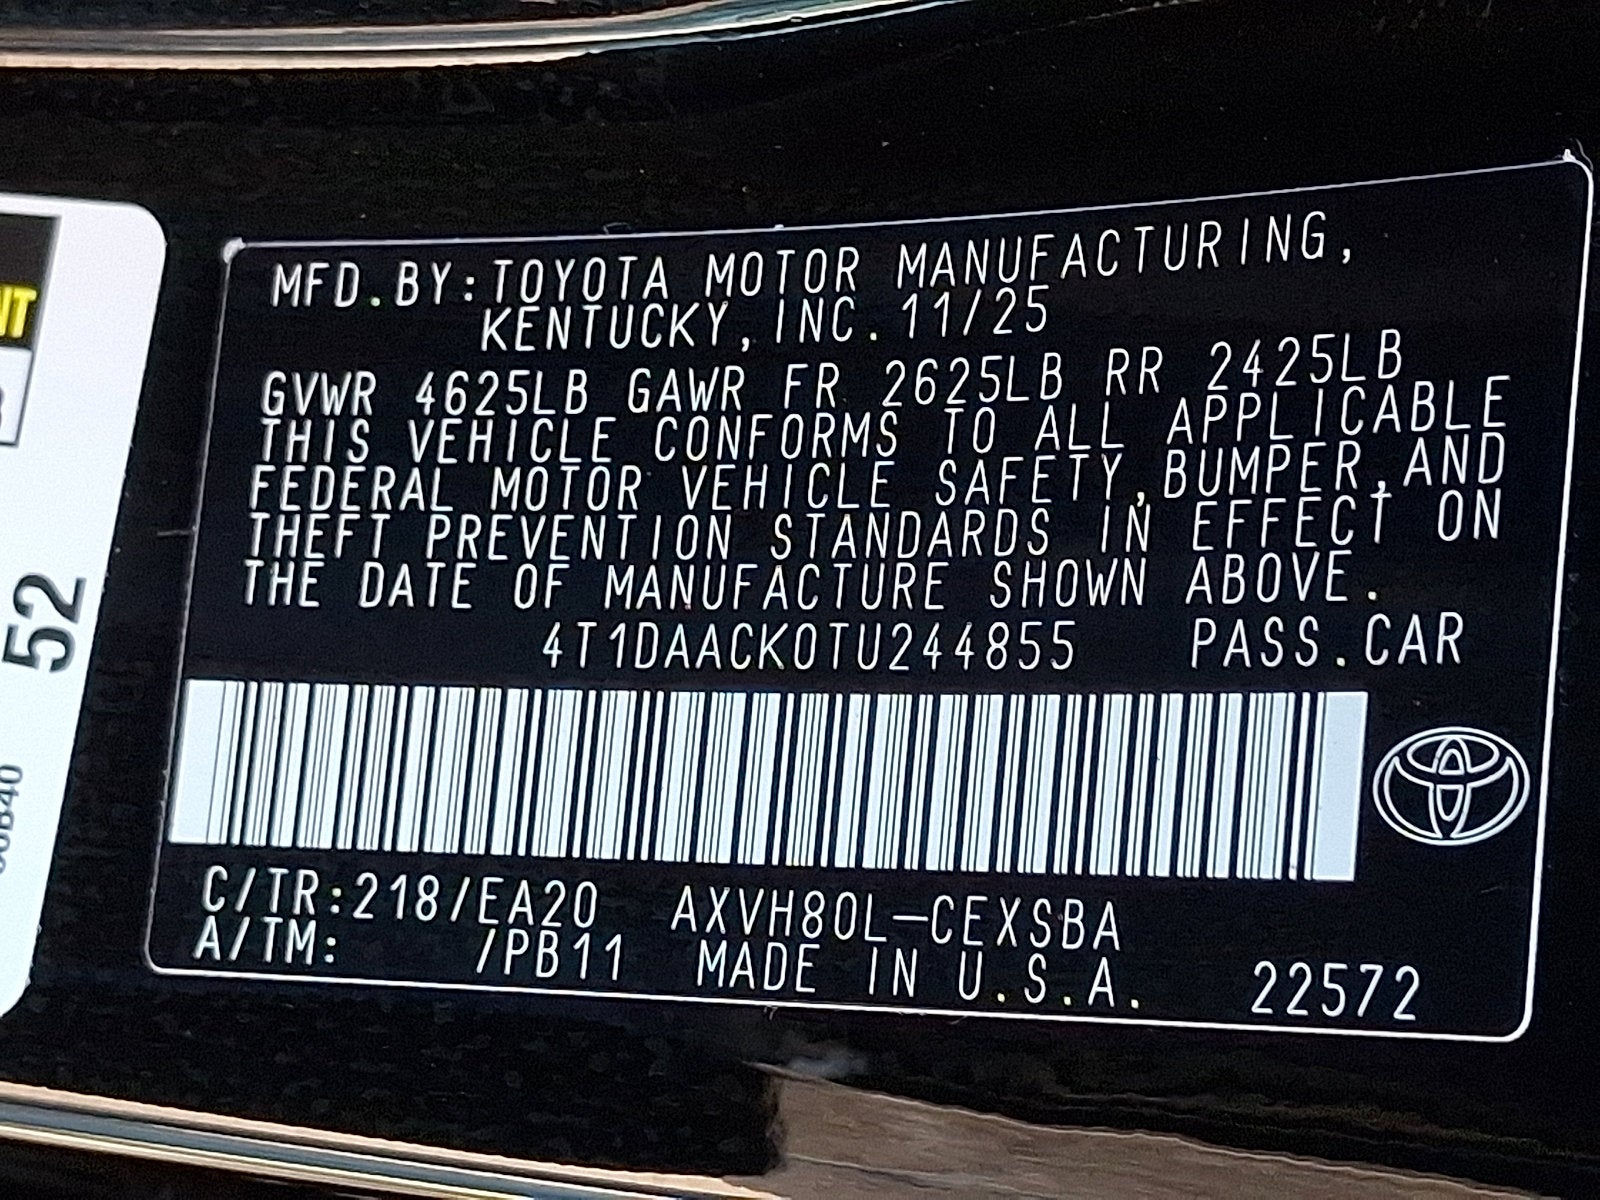 MFD.BY:TOYOTA MOTOR MANUFACTURING,
KENTUCKY, INC. 11/25
GVWR 4625LB GAWR FR 2625LB RR 2425LB
THIS VEHICLE CONFORMS TO ALL APPLICABLE
FEDERAL MOTOR VEHICLE SAFETY,BUMPER,AND
THEFT PREVENTION STANDARDS IN EFFECT ON
THE DATE OF MANUFACTURE SHOWN ABOVE.
4T1DAACK0TU244855 PASS.CAR
C/TR:218/EA20 AXVH80L-CEXSBA
A/TM: /PB11 MADE IN U.S.A. 22572
52